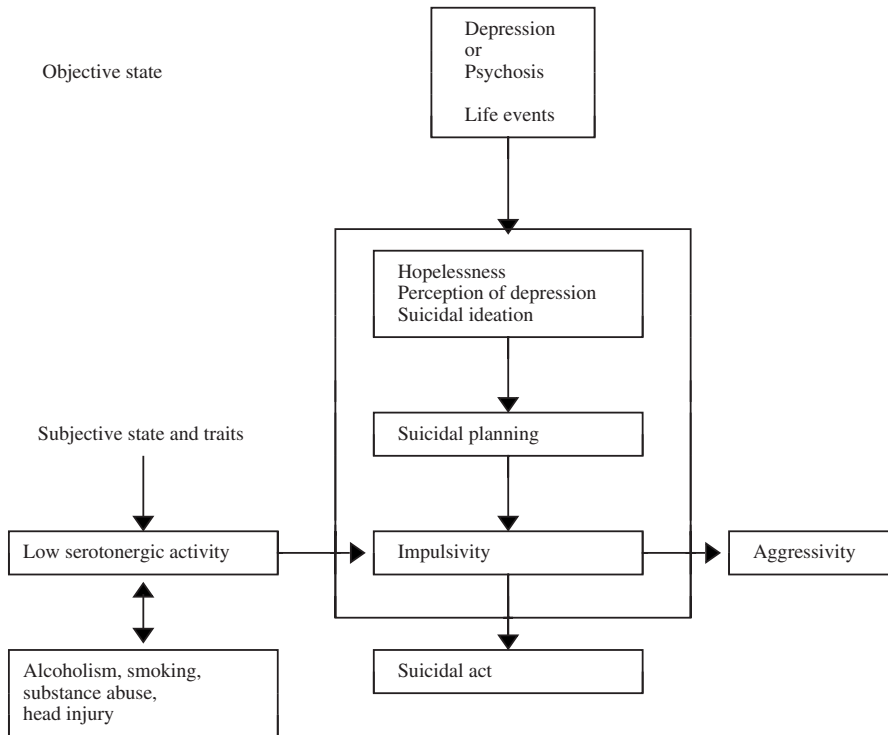 Depression
or
Psychosis
Life events
Objective state
Hopelessness
Perception of depression
Suicidal ideation
Subjective state and traits
Suicidal planning
Low serotonergic activity
Impulsivity
Aggressivity
Alcoholism, smoking,
substance abuse,
head injury
Suicidal act